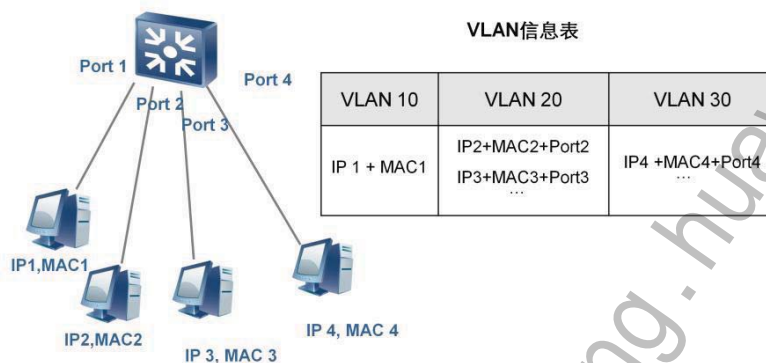 VLAN信息表
Port 1
Port 4
Port 2
Port 3
VLAN 10
VLAN 20
VLAN 30
IP 1 + MAC1
IP2+MAC2+Port2
IP3+MAC3+Port3
...
IP4 +MAC4+Port4
...
IP1,MAC1
IP2,MAC2
IP 3, MAC 3
IP 4, MAC 4
ng.hua